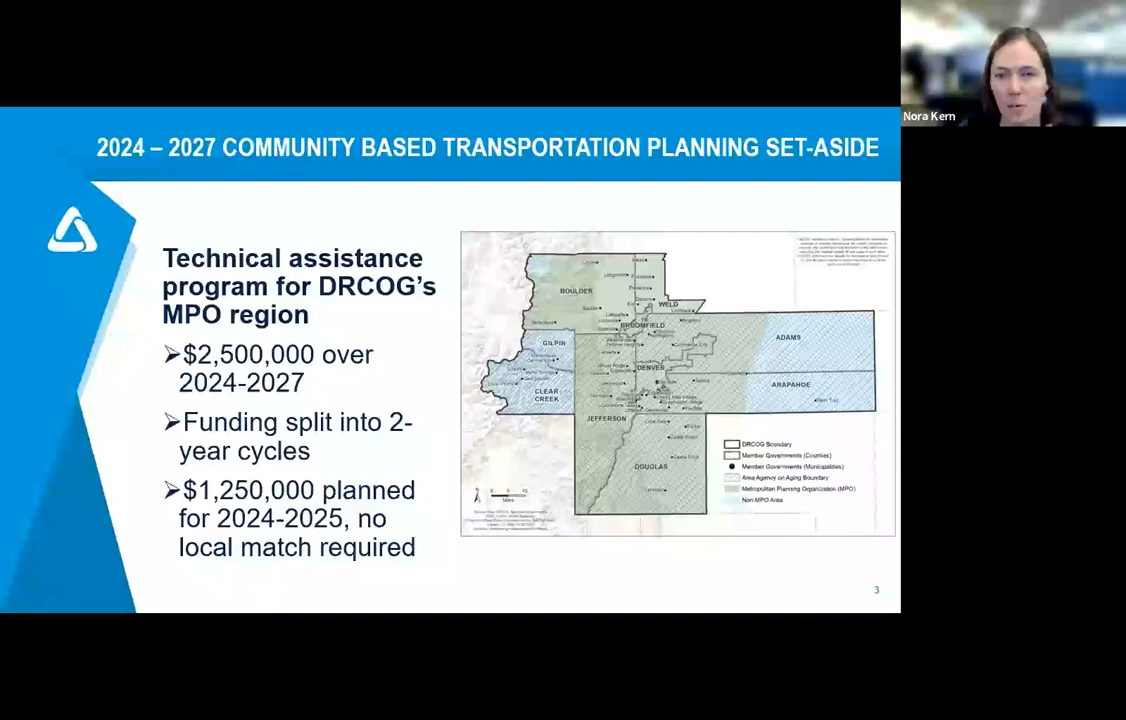 Nora Kern
2024 – 2027 COMMUNITY BASED TRANSPORTATION PLANNING SET-ASIDE
Technical assistance
program for DRCOG’s
MPO region
➢$2,500,000 over
2024-2027
➢Funding split into 2-
year cycles
➢$1,250,000 planned
for 2024-2025, no
local match required
BOULDER
WELD
BROOMFIELD
GILPIN
ADAMS
DENVER
CLEAR
CREEK
ARAPAHOE
JEFFERSON
DOUGLAS
DRCOG Boundary
Member Governments (Counties)
Member Governments (Municipalities)
Area Agency on Aging Boundary
Metropolitan Planning Organization (MPO)
Non-MPO Area
3